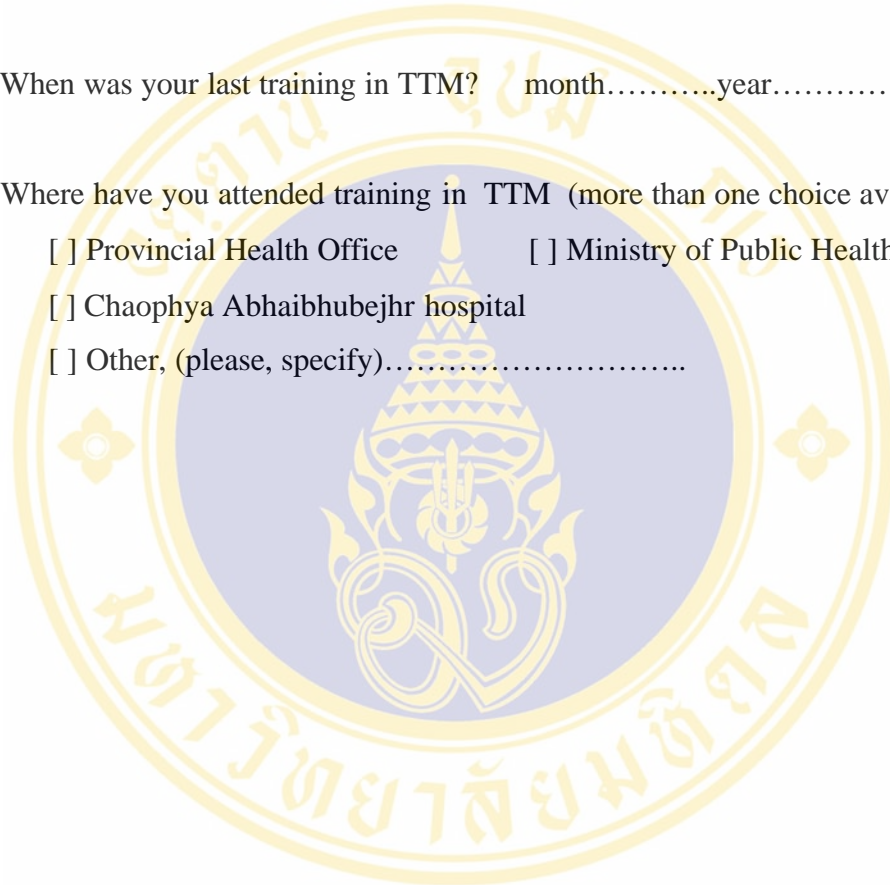 When was your last training in TTM? month………..year…………
Where have you attended training in TTM (more than one choice av
[ ] Provincial Health Office [ ] Ministry of Public Health
[ ] Chaophya Abhaibhubejhr hospital
[ ] Other, (please, specify)………………………..
มหาวิทยาลัยมหิดล